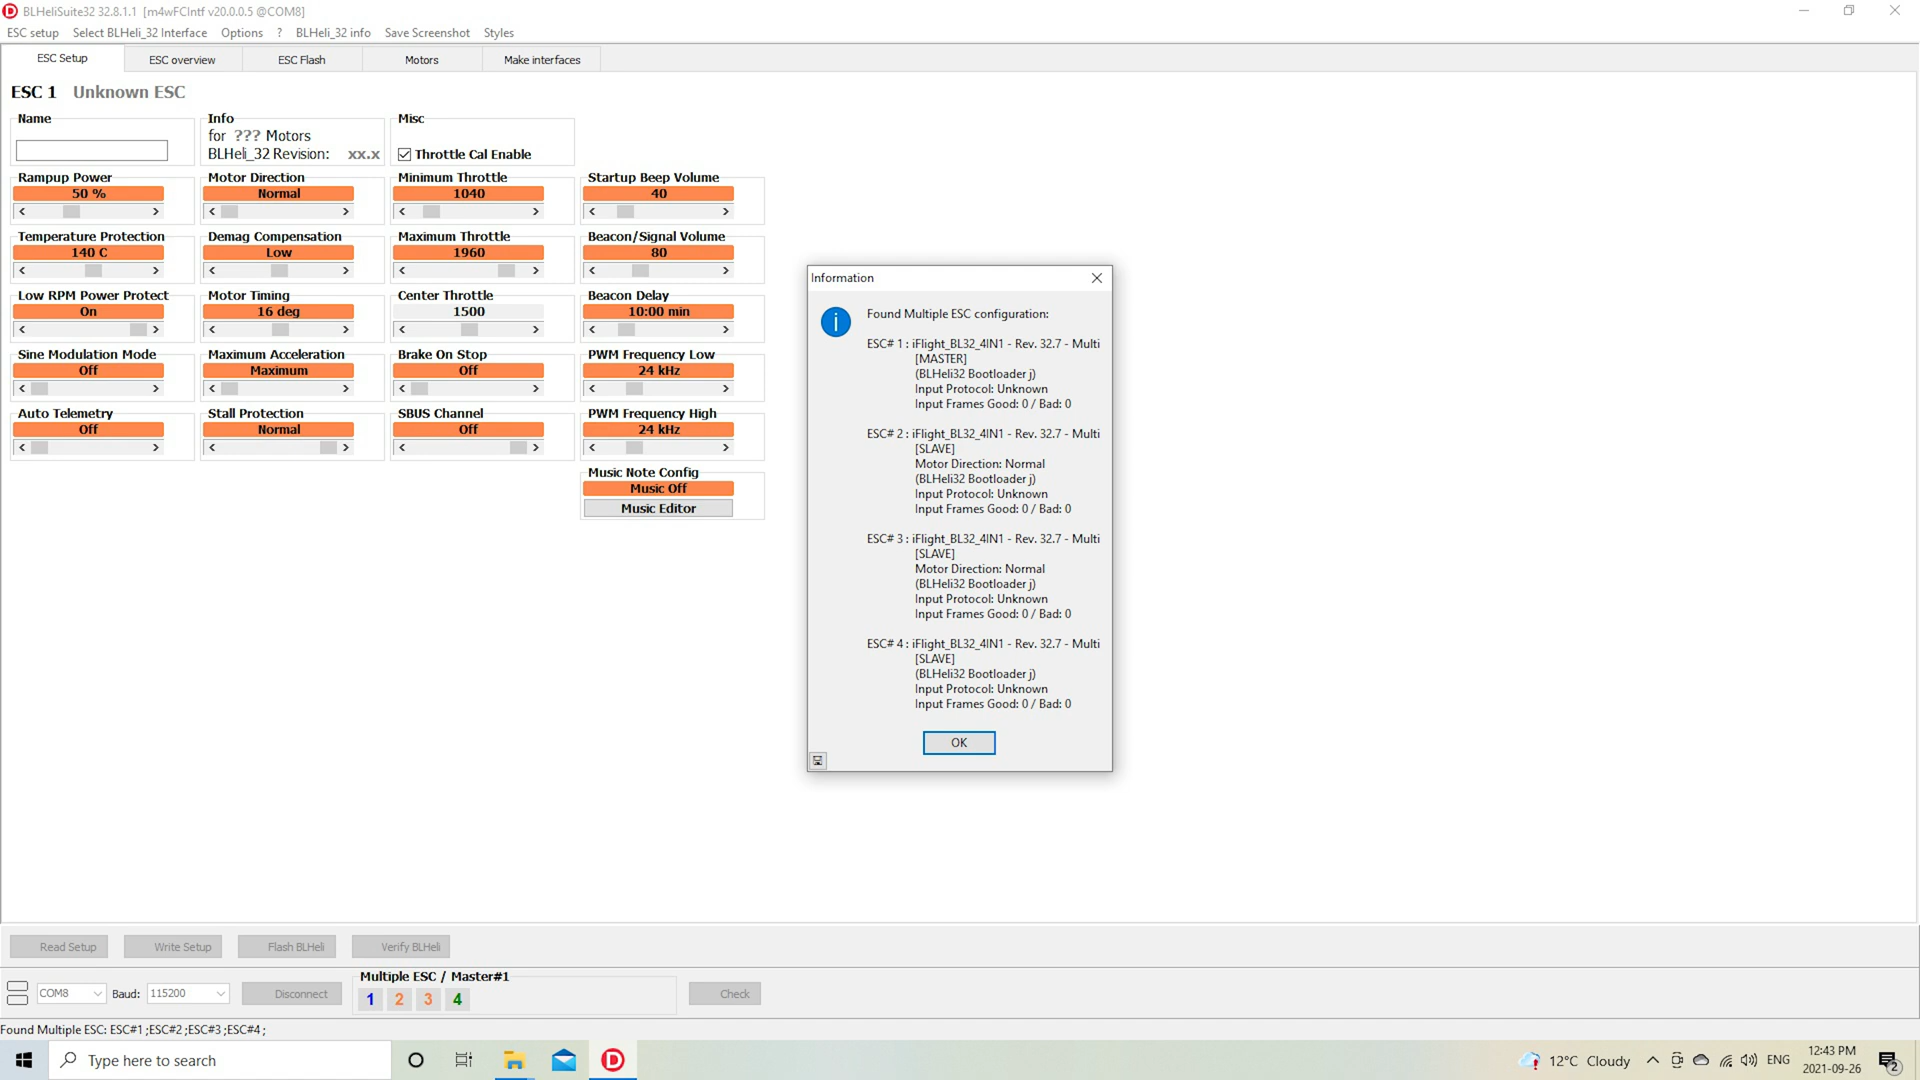 BLHeliSuite32 32.8.1.1 [m4wFCIntf v20.0.0.5 @COM8]
ESC setup Select BLHeli_32 Interface Options ? BLHeli_32 info Save Screenshot Styles
ESC Setup ESC overview ESC Flash Motors Make interfaces
ESC 1 Unknown ESC
Name
Info
for ??? Motors
BLHeli_32 Revision: xx.x
Misc
Throttle Cal Enable
Rampup Power
50 %
Motor Direction
Normal
Minimum Throttle
1040
Startup Beep Volume
40
Temperature Protection
140 C
Demag Compensation
Low
Maximum Throttle
1960
Beacon/Signal Volume
80
Low RPM Power Protect
On
Motor Timing
16 deg
Center Throttle
1500
Beacon Delay
10:00 min
Sine Modulation Mode
Off
Maximum Acceleration
Maximum
Brake On Stop
Off
PWM Frequency Low
24 kHz
Auto Telemetry
Off
Stall Protection
Normal
SBUS Channel
Off
PWM Frequency High
24 kHz
Music Note Config
Music Off
Music Editor
Information
Found Multiple ESC configuration:
ESC# 1 : iFlight_BL32_4IN1 - Rev. 32.7 - Multi
[MASTER]
(BLHeli32 Bootloader j)
Input Protocol: Unknown
Input Frames Good: 0 / Bad: 0
ESC# 2 : iFlight_BL32_4IN1 - Rev. 32.7 - Multi
[SLAVE]
Motor Direction: Normal
(BLHeli32 Bootloader j)
Input Protocol: Unknown
Input Frames Good: 0 / Bad: 0
ESC# 3 : iFlight_BL32_4IN1 - Rev. 32.7 - Multi
[SLAVE]
Motor Direction: Normal
(BLHeli32 Bootloader j)
Input Protocol: Unknown
Input Frames Good: 0 / Bad: 0
ESC# 4 : iFlight_BL32_4IN1 - Rev. 32.7 - Multi
[SLAVE]
(BLHeli32 Bootloader j)
Input Protocol: Unknown
Input Frames Good: 0 / Bad: 0
OK
Read Setup Write Setup Flash BLHeli Verify BLHeli
COM8 Baud: 115200 Disconnect
Multiple ESC / Master#1
1 2 3 4
Check
Found Multiple ESC: ESC#1 ;ESC#2 ;ESC#3 ;ESC#4 ;
Type here to search
12°C Cloudy
ENG
12:43 PM
2021-09-26
2